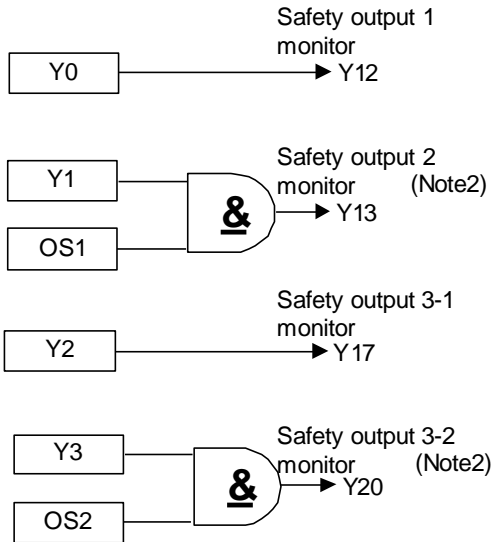 Safety output 1
monitor
Y0
Y12
Safety output 2
monitor (Note2)
Y1
&
Y13
OS1
Safety output 3-1
monitor
Y2
Y17
Safety output 3-2
monitor (Note2)
Y3
&
Y20
OS2